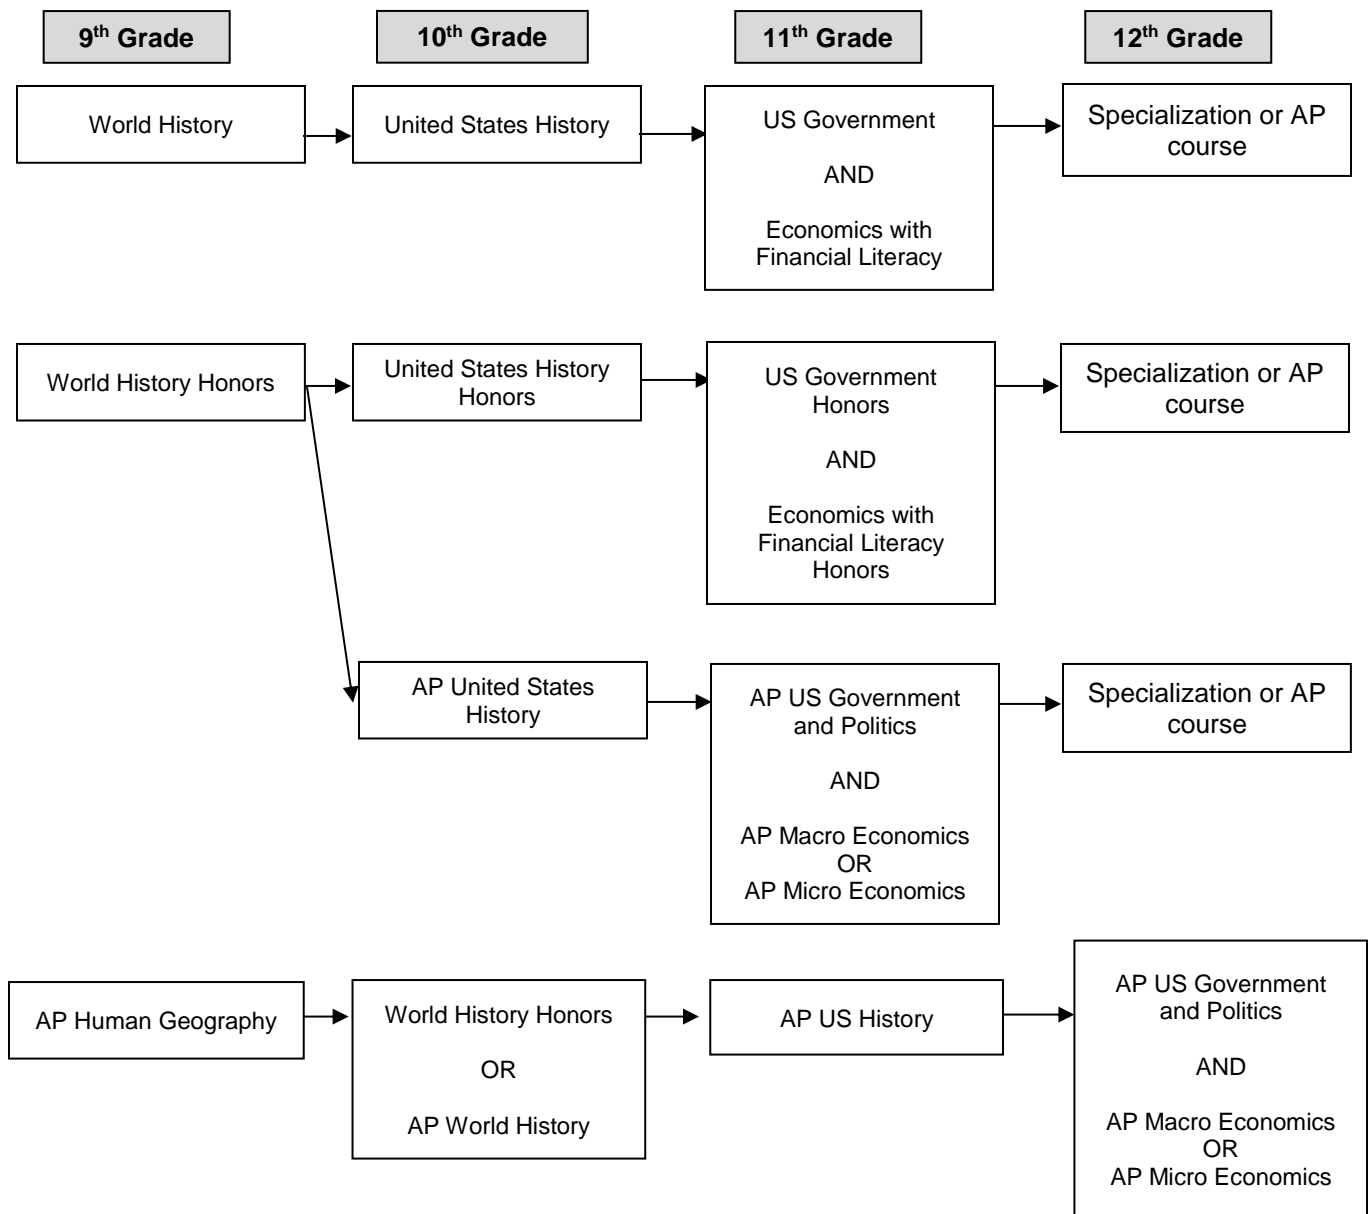 9th Grade
10th Grade
11th Grade
12th Grade
World History
United States History
US Government
AND
Economics with
Financial Literacy
Specialization or AP
course
World History Honors
United States History
Honors
US Government
Honors
AND
Economics with
Financial Literacy
Honors
Specialization or AP
course
AP United States
History
AP US Government
and Politics
AND
AP Macro Economics
OR
AP Micro Economics
Specialization or AP
course
AP Human Geography
World History Honors
OR
AP World History
AP US History
AP US Government
and Politics
AND
AP Macro Economics
OR
AP Micro Economics